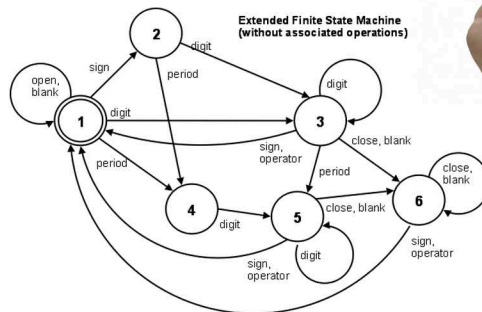 Extended Finite State Machine
(without associated operations)
2
digit
open,
blank
sign
period
digit
1
digit
3
sign,
operator
close, blank
period
period
close,
blank
4
digit
5
close, blank
6
sign,
operator
digit
sign,
operator